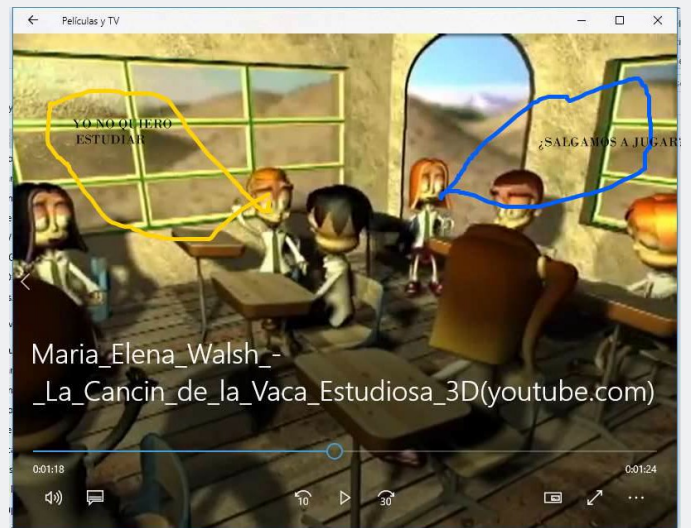 Películas y TV
YO NO QUIERO
ESTUDIAR
¿SALGAMOS A JUGAR?
Maria_Elena_Walsh_-
_La_Cancin_de_la_Vaca_Estudiosa_3D(youtube.com)
0:01:18
0:01:24
10
30